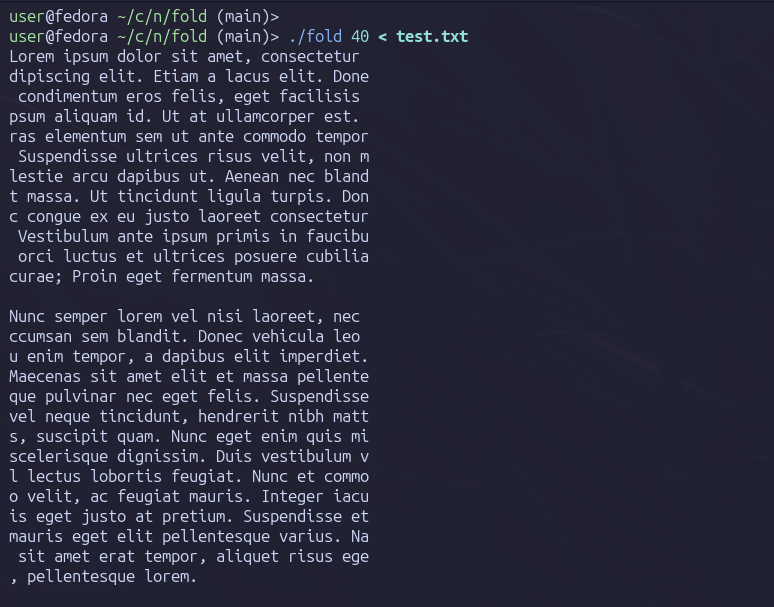 user@fedora ~/c/n/fold (main)>
user@fedora ~/c/n/fold (main)> ./fold 40 < test.txt
Lorem ipsum dolor sit amet, consectetur
dipiscing elit. Etiam a lacus elit. Done
 condimentum eros felis, eget facilisis
psum aliquam id. Ut at ullamcorper est.
ras elementum sem ut ante commodo tempor
 Suspendisse ultrices risus velit, non m
lestie arcu dapibus ut. Aenean nec bland
t massa. Ut tincidunt ligula turpis. Don
c congue ex eu justo laoreet consectetur
 Vestibulum ante ipsum primis in faucibu
 orci luctus et ultrices posuere cubilia
curae; Proin eget fermentum massa.

Nunc semper lorem vel nisi laoreet, nec
ccumsan sem blandit. Donec vehicula leo
u enim tempor, a dapibus elit imperdiet.
Maecenas sit amet elit et massa pellente
que pulvinar nec eget felis. Suspendisse
vel neque tincidunt, hendrerit nibh matt
s, suscipit quam. Nunc eget enim quis mi
scelerisque dignissim. Duis vestibulum v
l lectus lobortis feugiat. Nunc et commo
o velit, ac feugiat mauris. Integer iacu
is eget justo at pretium. Suspendisse et
mauris eget elit pellentesque varius. Na
 sit amet erat tempor, aliquet risus ege
, pellentesque lorem.